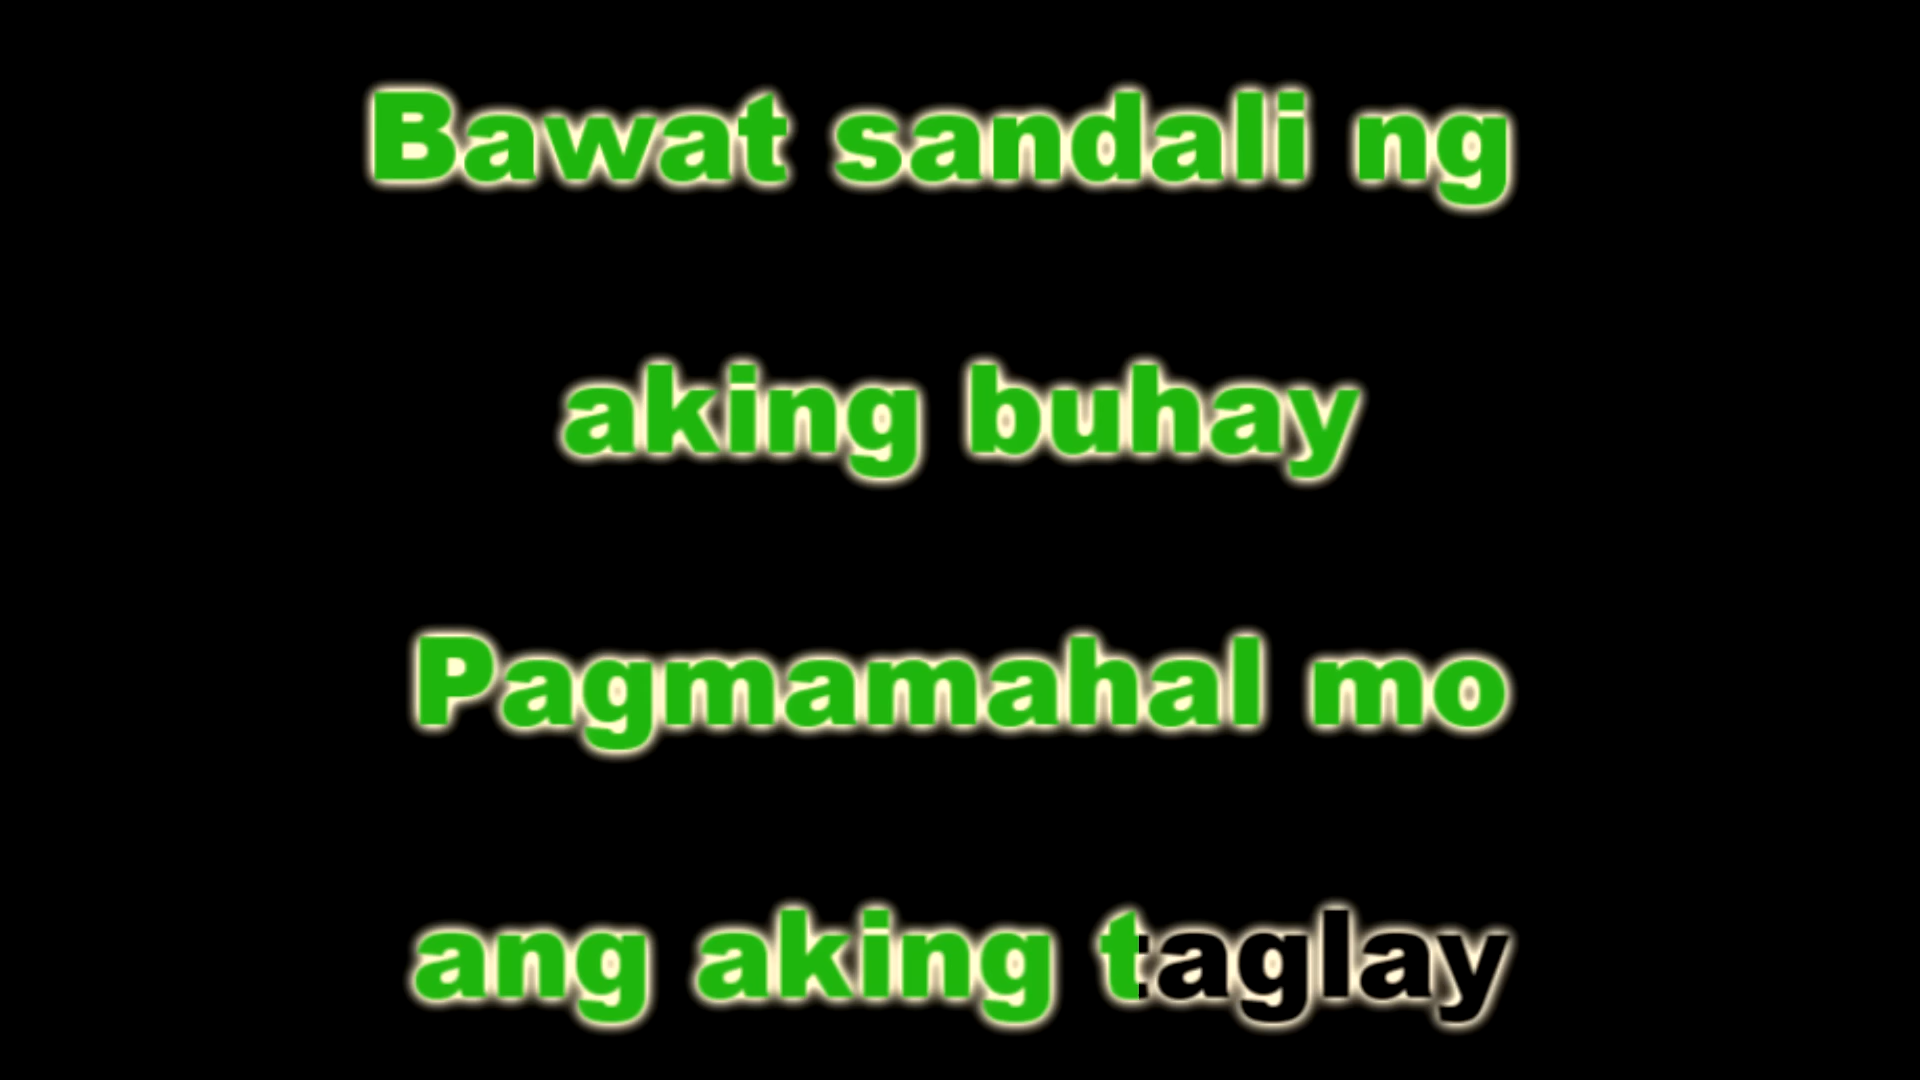 Bawat sandali ng
aking buhay
Pagmamahal mo
ang aking taglay